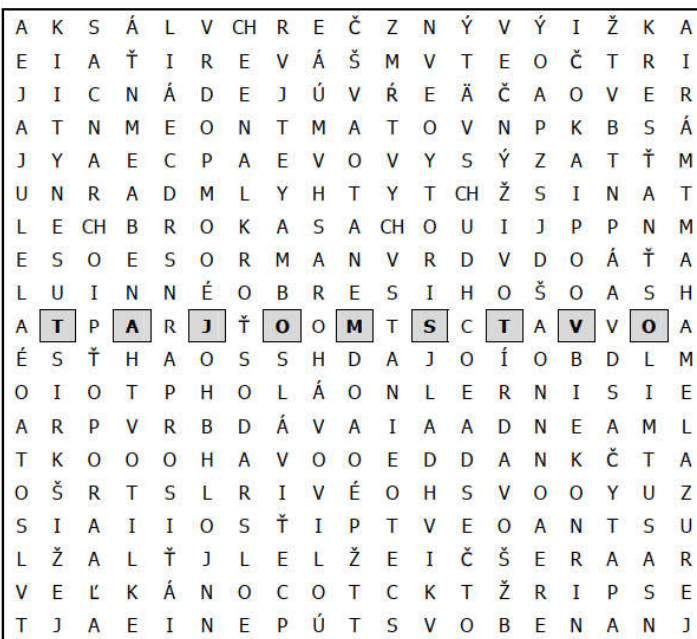 A K S Á L V CH R E Č Z N Ý V Ý I Ž K A
E I A Ť I R E V Á Š M V T E O Č T R I
J I C N Á D E J Ú V Ŕ E Ä Č A O V E R
A T N M E O N T M A T O V N P K B S Á
J Y A E C P A E V O V Y S Ý Z A T Ť M
U N R A D M L Y H T Y T CH Ž S I N A T
L E CH B R O K A S A CH O U I J P P N M
E S O E S O R M A N V R D V D O Á Ť A
L U I N N É O B R E S I H O Š O A S H
A T P A R J Ť O O M T S C T A V V O A
É S Ť H A O S S H D A J O Í O B D L M
O I O T P H O L Á O N L E R N I S I E
A R P V R B D Á V A I A A D N E A M L
T K O O O H A V O O E D D A N K Č T A
O Š R T S L R I V É O H S V O O Y U Z
S I A I I O S Ť I P T V E O A N T S U
L Ž A L Ť J L E L Ž E I Č Š E R A A R
V E Ľ K Á N O C O T C K T Ž R I P S E
T J A E I N E P Ú T S V O B E N A N J